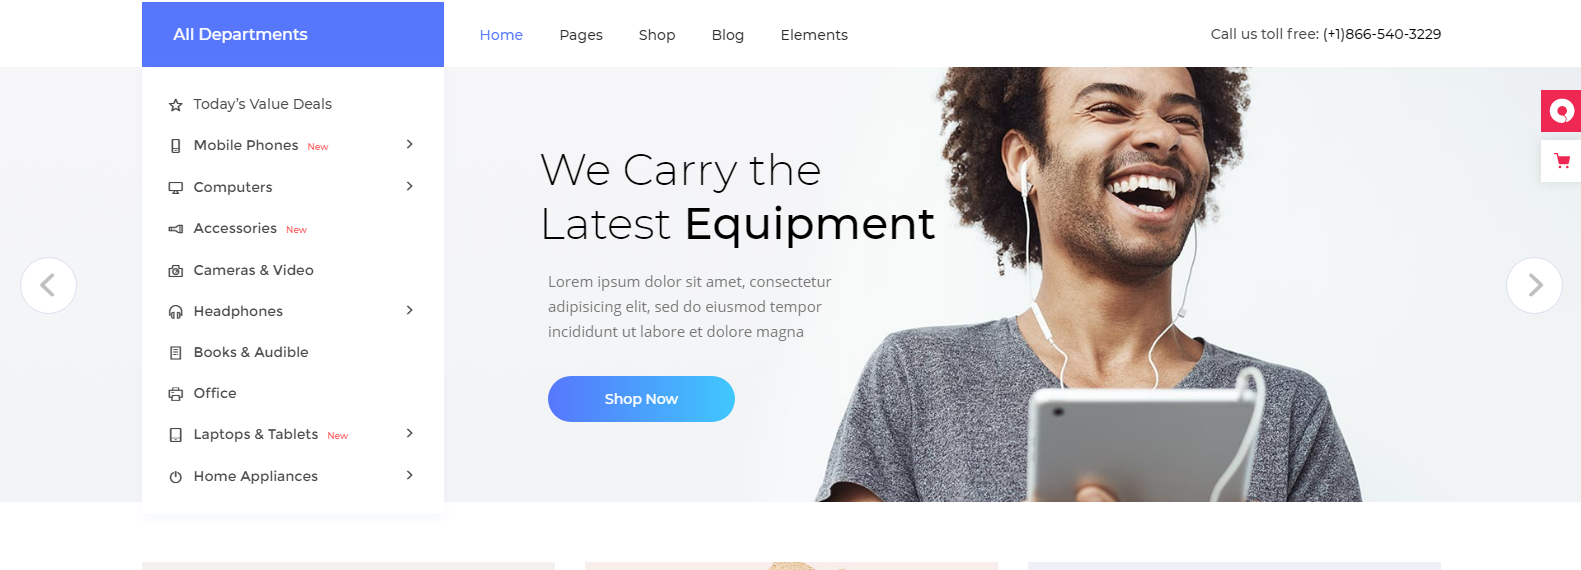 All Departments
Home
Pages
Shop
Blog
Elements
Call us toll free: (+1)866-540-3229
Today's Value Deals
Mobile Phones New
Computers
Accessories New
Cameras & Video
Headphones
Books & Audible
Office
Laptops & Tablets New
Home Appliances
We Carry the
Latest Equipment
Lorem ipsum dolor sit amet, consectetur
adipisicing elit, sed do eiusmod tempor
incididunt ut labore et dolore magna
Shop Now